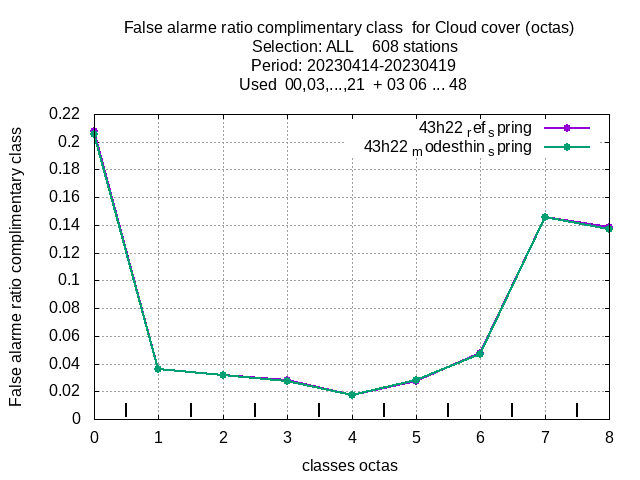 False alarme ratio complimentary class  for Cloud cover (octas)
Selection: ALL    608 stations
Period: 20230414-20230419
Used  00,03,...,21  + 03 06 ... 48
False alarme ratio complimentary class
0.22
0.2
0.18
0.16
0.14
0.12
0.1
0.08
0.06
0.04
0.02
0
43h22 ref spring
43h22 modesthin spring
0 1 2 3 4 5 6 7 8
classes octas